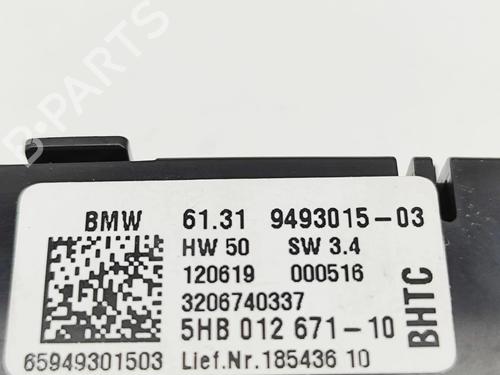 B-PARTS
BMW 61.31 9493015-03
HW 50 SW 3.4
120619 000516
3206740337
5HB 012 671-10
65949301503 Lief.Nr.185436 10
BHTC